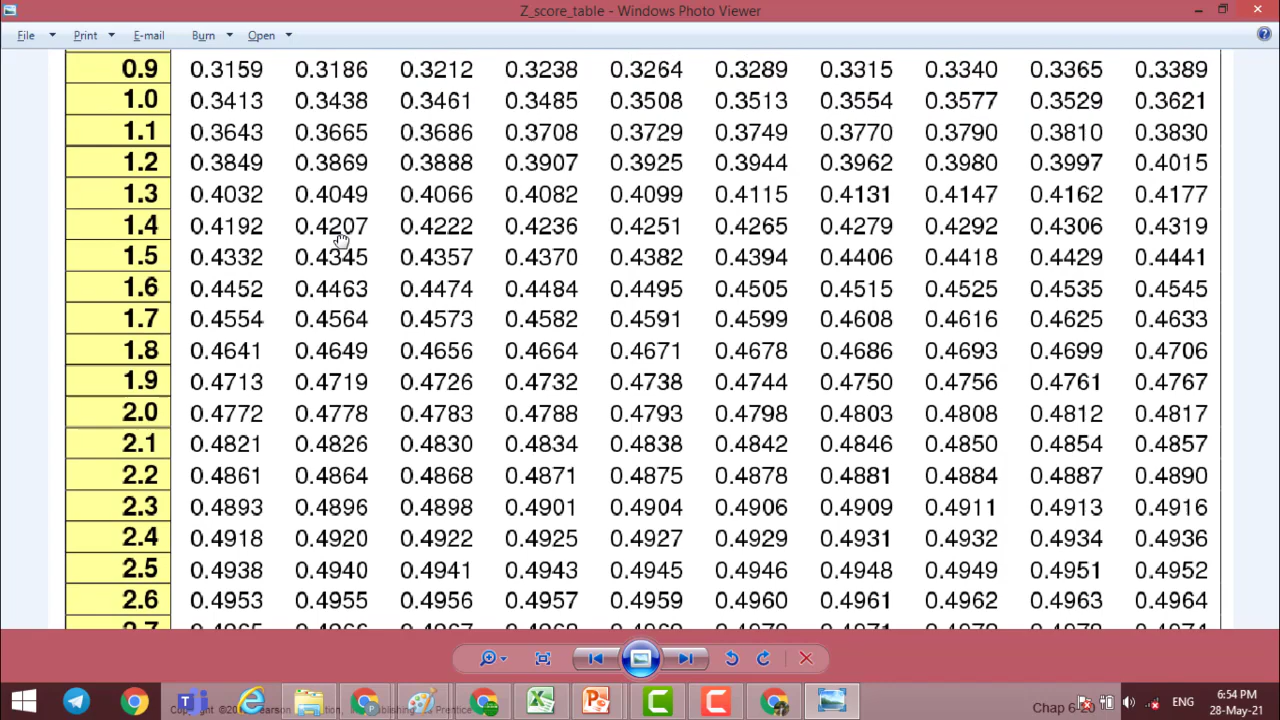 Z_score_table - Windows Photo Viewer
File Print E-mail Burn Open
0.9 0.3159 0.3186 0.3212 0.3238 0.3264 0.3289 0.3315 0.3340 0.3365 0.3389
1.0 0.3413 0.3438 0.3461 0.3485 0.3508 0.3513 0.3554 0.3577 0.3529 0.3621
1.1 0.3643 0.3665 0.3686 0.3708 0.3729 0.3749 0.3770 0.3790 0.3810 0.3830
1.2 0.3849 0.3869 0.3888 0.3907 0.3925 0.3944 0.3962 0.3980 0.3997 0.4015
1.3 0.4032 0.4049 0.4066 0.4082 0.4099 0.4115 0.4131 0.4147 0.4162 0.4177
1.4 0.4192 0.4207 0.4222 0.4236 0.4251 0.4265 0.4279 0.4292 0.4306 0.4319
1.5 0.4332 0.4345 0.4357 0.4370 0.4382 0.4394 0.4406 0.4418 0.4429 0.4441
1.6 0.4452 0.4463 0.4474 0.4484 0.4495 0.4505 0.4515 0.4525 0.4535 0.4545
1.7 0.4554 0.4564 0.4573 0.4582 0.4591 0.4599 0.4608 0.4616 0.4625 0.4633
1.8 0.4641 0.4649 0.4656 0.4664 0.4671 0.4678 0.4686 0.4693 0.4699 0.4706
1.9 0.4713 0.4719 0.4726 0.4732 0.4738 0.4744 0.4750 0.4756 0.4761 0.4767
2.0 0.4772 0.4778 0.4783 0.4788 0.4793 0.4798 0.4803 0.4808 0.4812 0.4817
2.1 0.4821 0.4826 0.4830 0.4834 0.4838 0.4842 0.4846 0.4850 0.4854 0.4857
2.2 0.4861 0.4864 0.4868 0.4871 0.4875 0.4878 0.4881 0.4884 0.4887 0.4890
2.3 0.4893 0.4896 0.4898 0.4901 0.4904 0.4906 0.4909 0.4911 0.4913 0.4916
2.4 0.4918 0.4920 0.4922 0.4925 0.4927 0.4929 0.4931 0.4932 0.4934 0.4936
2.5 0.4938 0.4940 0.4941 0.4943 0.4945 0.4946 0.4948 0.4949 0.4951 0.4952
2.6 0.4953 0.4955 0.4956 0.4957 0.4959 0.4960 0.4961 0.4962 0.4963 0.4964
ENG 6:54 PM
28-May-21
Chap 6-20